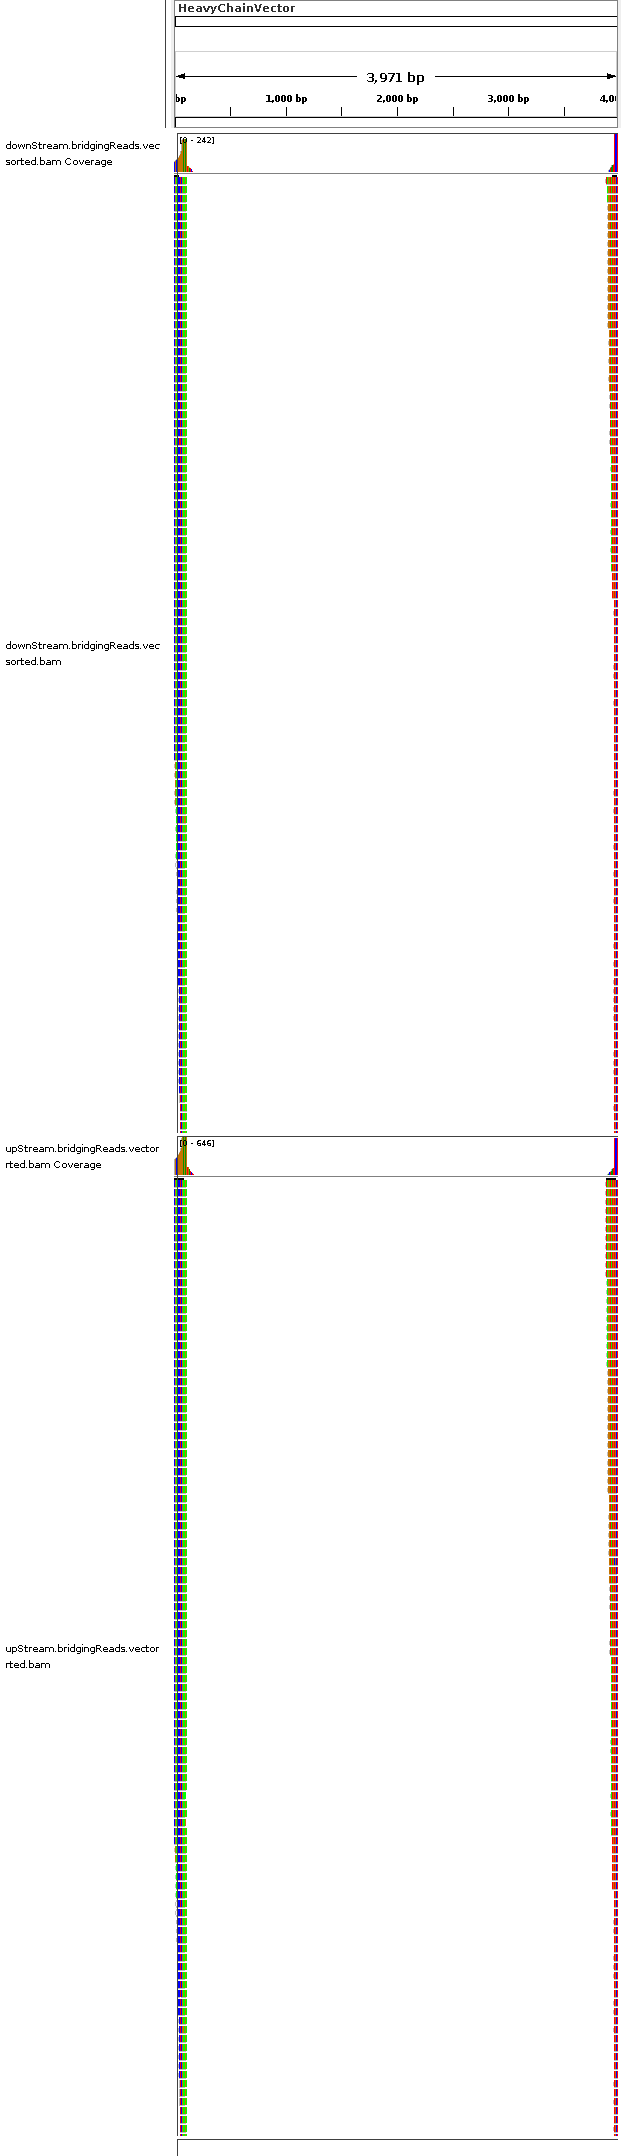 HeavyChainVector
3,971 bp
bp 1,000 bp 2,000 bp 3,000 bp 4,0
[0 - 242]
downStream.bridgingReads.vec
sorted.bam Coverage
downStream.bridgingReads.vec
sorted.bam
[0 - 646]
upStream.bridgingReads.vector
rted.bam Coverage
upStream.bridgingReads.vector
rted.bam